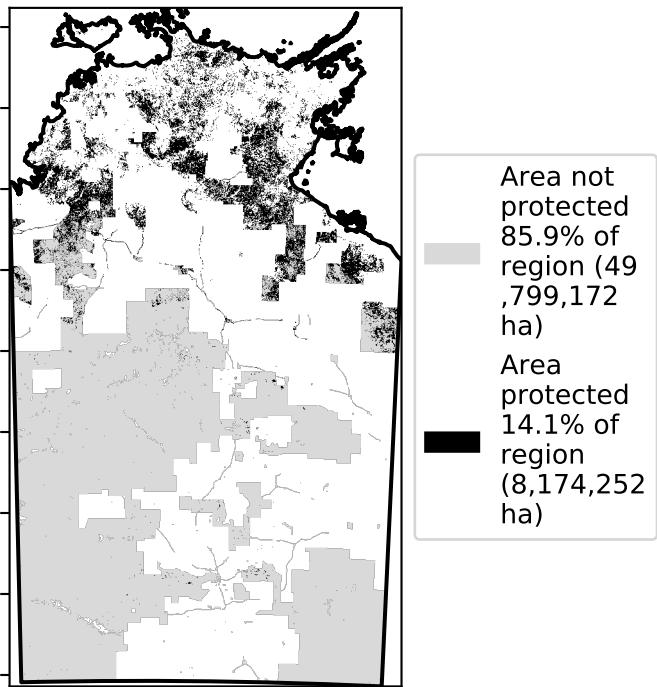 Area not
protected
85.9% of
region (49
,799,172
ha)
Area
protected
14.1% of
region
(8,174,252
ha)